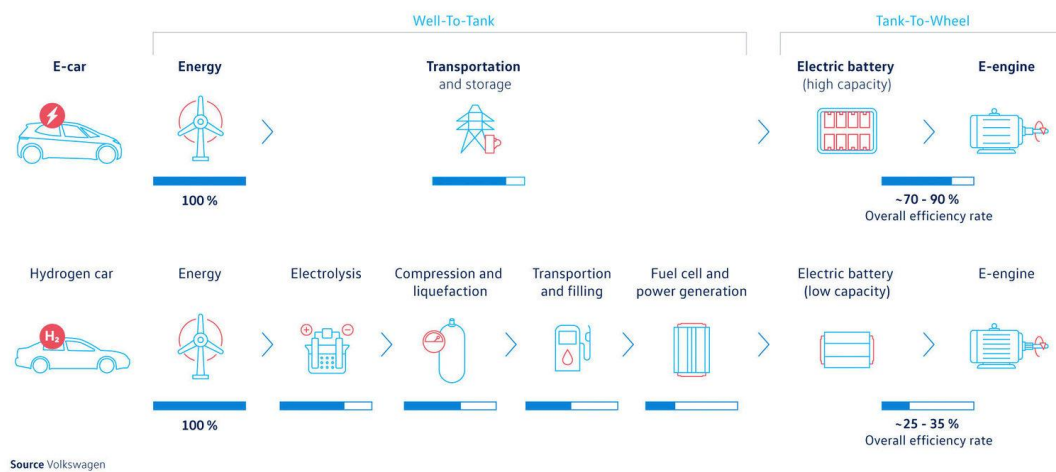 Well-To-Tank
Tank-To-Wheel
E-car
Energy
Transportation
and storage
Electric battery
(high capacity)
E-engine
100 %
~70 - 90 %
Overall efficiency rate
Hydrogen car
Energy
Electrolysis
Compression and
liquefaction
Transportion
and filling
Fuel cell and
power generation
Electric battery
(low capacity)
E-engine
H₂
100 %
~25 - 35 %
Overall efficiency rate
Source Volkswagen